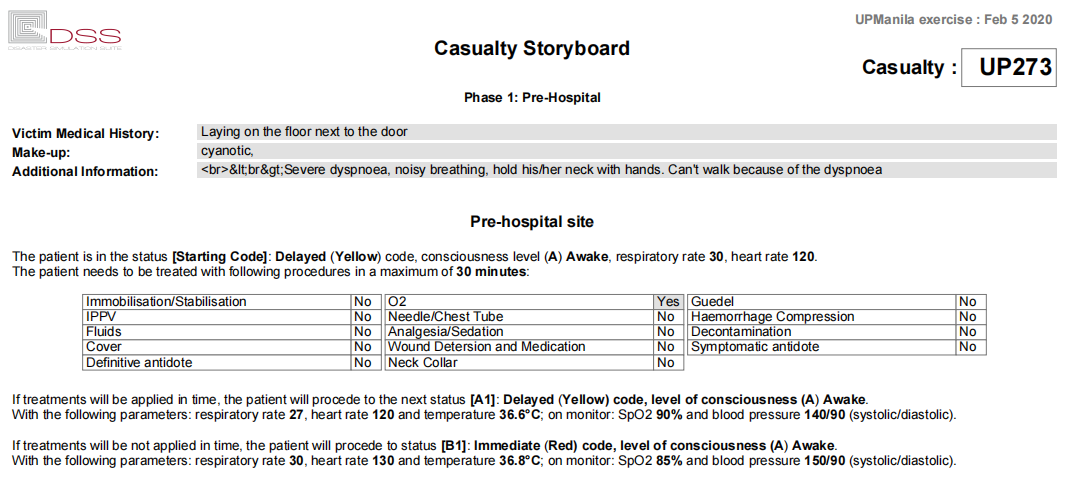 DSS
DISASTER SIMULATION SUITE
UPManila exercise : Feb 5 2020
Casualty Storyboard
Casualty : UP273
Phase 1: Pre-Hospital
Victim Medical History: Laying on the floor next to the door
Make-up: cyanotic,
Additional Information: <br>&lt;br&gt;Severe dyspnoea, noisy breathing, hold his/her neck with hands. Can't walk because of the dyspnoea
Pre-hospital site
The patient is in the status [Starting Code]: Delayed (Yellow) code, consciousness level (A) Awake, respiratory rate 30, heart rate 120.
The patient needs to be treated with following procedures in a maximum of 30 minutes:
Immobilisation/Stabilisation No O2 Yes Guedel No
IPPV No Needle/Chest Tube No Haemorrhage Compression No
Fluids No Analgesia/Sedation No Decontamination No
Cover No Wound Detersion and Medication No Symptomatic antidote No
Definitive antidote No Neck Collar No
If treatments will be applied in time, the patient will procede to the next status [A1]: Delayed (Yellow) code, level of consciousness (A) Awake.
With the following parameters: respiratory rate 27, heart rate 120 and temperature 36.6°C; on monitor: SpO2 90% and blood pressure 140/90 (systolic/diastolic).
If treatments will be not applied in time, the patient will procede to status [B1]: Immediate (Red) code, level of consciousness (A) Awake.
With the following parameters: respiratory rate 30, heart rate 130 and temperature 36.8°C; on monitor: SpO2 85% and blood pressure 150/90 (systolic/diastolic).